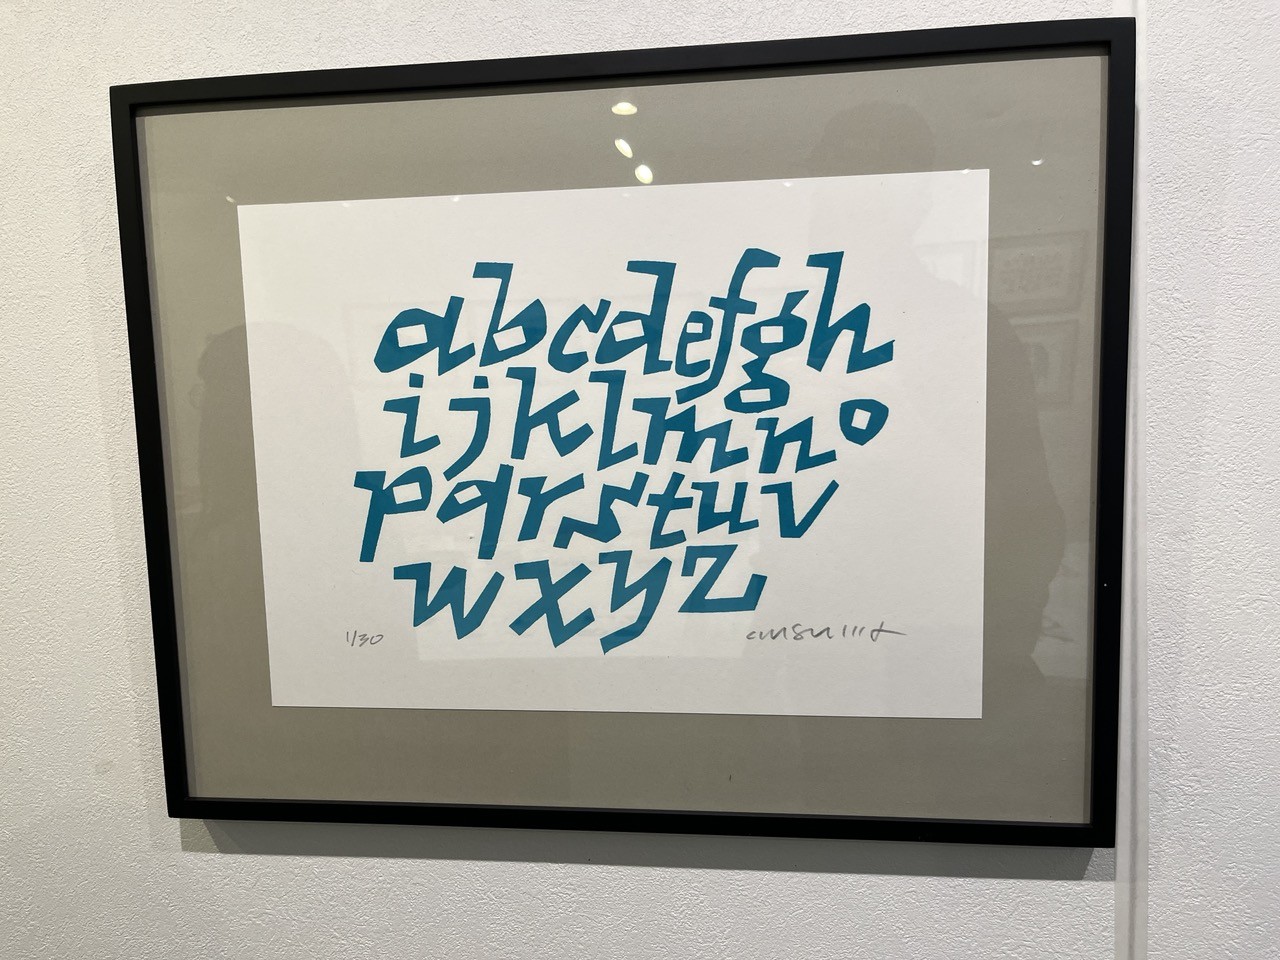 abcdefgh
ijklmno
pqrstuv
wxyz
1/30